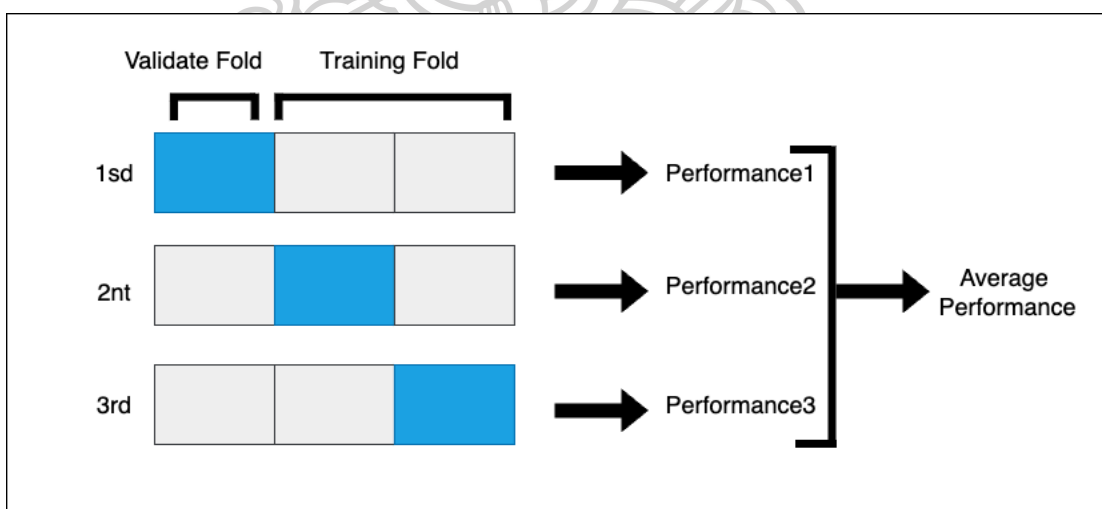 Validate Fold
Training Fold
1sd
Performance1
2nt
Performance2
Average
Performance
3rd
Performance3